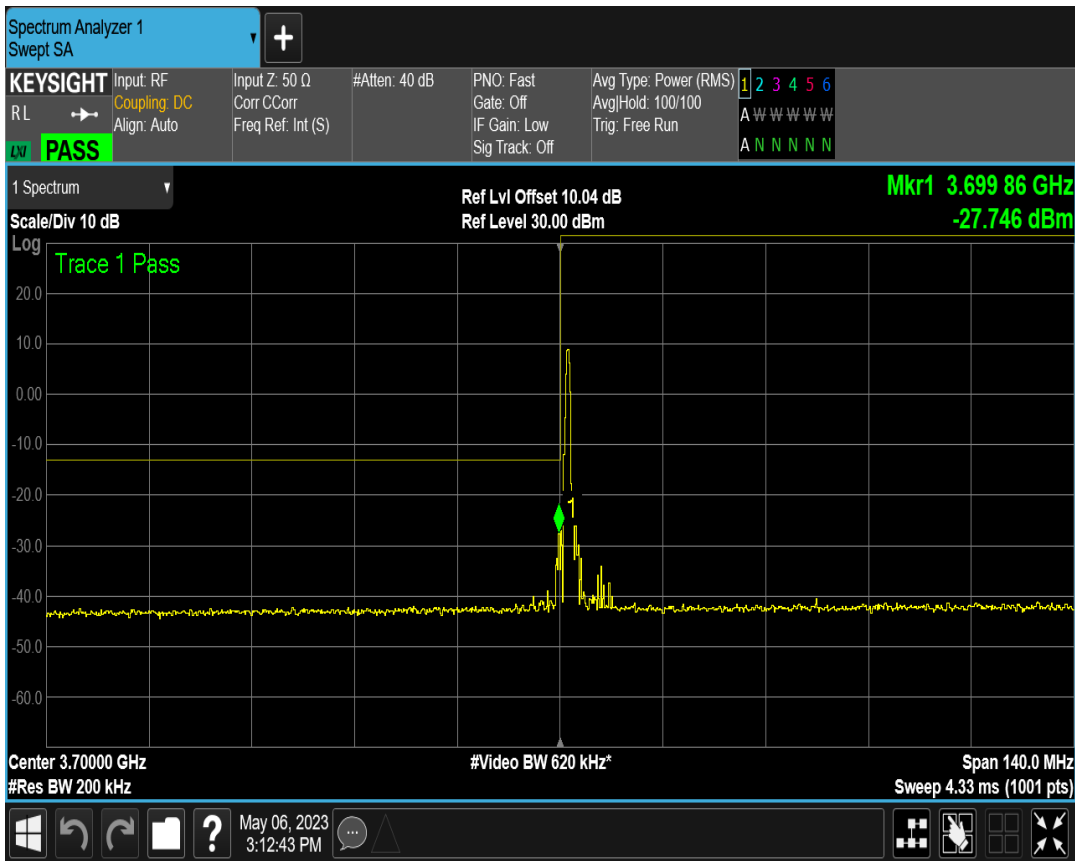 Spectrum Analyzer 1
Swept SA
+
KEYSIGHT
RL
LXI PASS
Input: RF
Coupling: DC
Align: Auto
Input Z: 50 Ω
Corr CCorr
Freq Ref: Int (S)
#Atten: 40 dB
PNO: Fast
Gate: Off
IF Gain: Low
Sig Track: Off
Avg Type: Power (RMS)
Avg|Hold: 100/100
Trig: Free Run
1 2 3 4 5 6
A W W W W W
A N N N N N
1 Spectrum
Scale/Div 10 dB
Ref Lvl Offset 10.04 dB
Ref Level 30.00 dBm
Mkr1 3.699 86 GHz
-27.746 dBm
Log
Trace 1 Pass
20.0
10.0
0.00
-10.0
-20.0
1
-30.0
-40.0
-50.0
-60.0
Center 3.70000 GHz
#Res BW 200 kHz
#Video BW 620 kHz*
Span 140.0 MHz
Sweep 4.33 ms (1001 pts)
?
May 06, 2023
3:12:43 PM